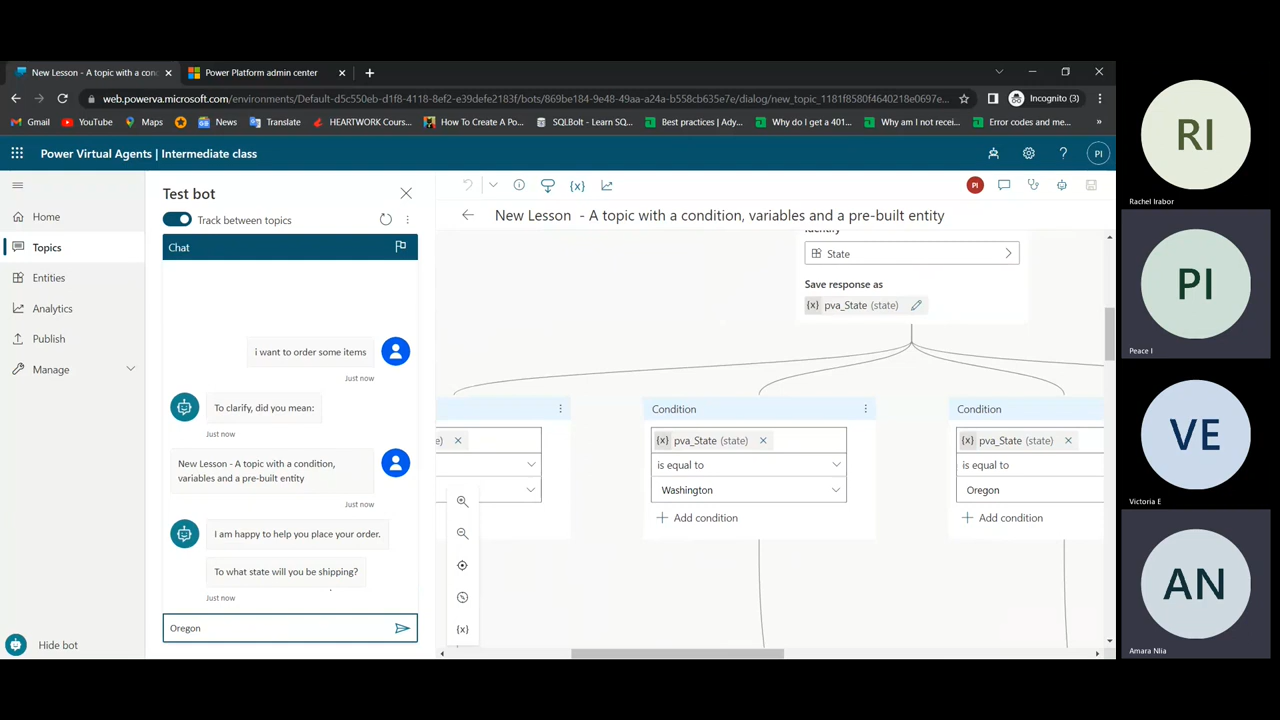 New Lesson - A topic with a con
Power Platform admin center
web.powerva.microsoft.com/environments/Default-d5c550eb-d1f8-4118-8ef2-e39defe2183f/bots/869be184-9e48-49aa-a24a-b558cb635e7e/dialog/new_topic_1181f8580f4640218e0697e...
Incognito (3)
Gmail
YouTube
Maps
News
Translate
HEARTWORK Cours...
How To Create A Po...
SQLBolt - Learn SQ...
Best practices | Ady...
Why do I get a 401...
Why am I not recei...
Error codes and me...
»
Power Virtual Agents | Intermediate class
PI
Home
Topics
Entities
Analytics
Publish
Manage
Hide bot
Test bot
Track between topics
Chat
i want to order some items
Just now
To clarify, did you mean:
Just now
New Lesson - A topic with a condition,
variables and a pre-built entity
Just now
I am happy to help you place your order.
To what state will you be shipping?
Just now
Oregon
{x}
PI
New Lesson - A topic with a condition, variables and a pre-built entity
Identify
State
Save response as
{x} pva_State (state)
Condition
{x} pva_State (state)
is equal to
Washington
Add condition
Condition
{x} pva_State (state)
is equal to
Oregon
Add condition
{x}
RI
Rachel Irabor
PI
Peace I
VE
Victoria E
AN
Amara Nlia